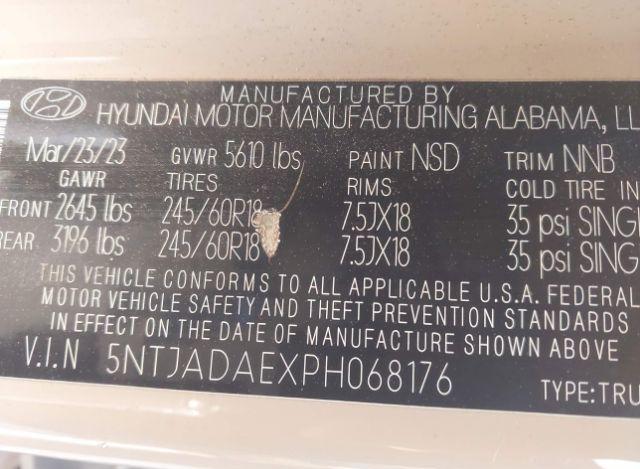 MANUFACTURED BY
HYUNDAI MOTOR MANUFACTURING ALABAMA, LL
Mar/23/23 GVWR 5610 lbs PAINT NSD TRIM NNB
GAWR TIRES RIMS COLD TIRE IN
FRONT 2645 lbs 245/60R18 7.5JX18 35 psi SING
REAR 3196 lbs 245/60R18 7.5JX18 35 psi SING
THIS VEHICLE CONFORMS TO ALL APPLICABLE U.S.A. FEDERAL
MOTOR VEHICLE SAFETY AND THEFT PREVENTION STANDARDS
IN EFFECT ON THE DATE OF MANUFACTURE SHOWN ABOVE
V.I.N 5NTJADAEXPH068176 TYPE:TRU